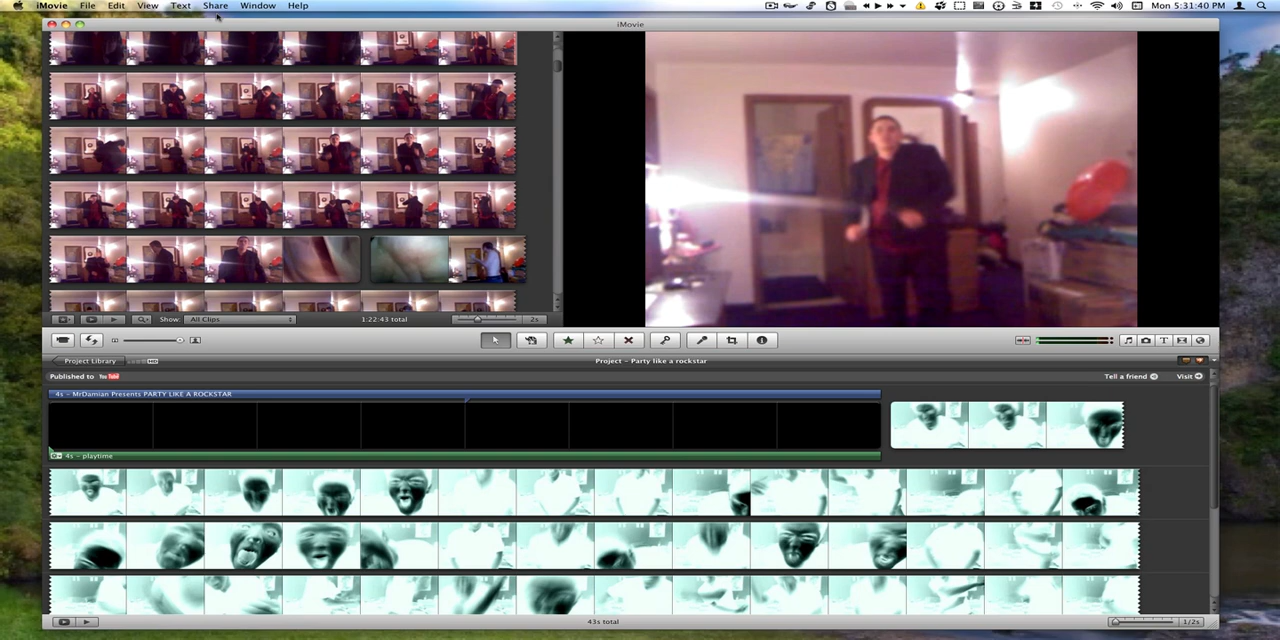 iMovie File Edit View Text Share Window Help
Mon 5:31:40 PM
iMovie
Show: All Clips
1:22:43 total
2s
Project Library
HD
Project - Party like a rockstar
Published to YouTube
Tell a friend
Visit
4s - MrDamian Presents PARTY LIKE A ROCKSTAR
4s - playtime
43s total
1/2s